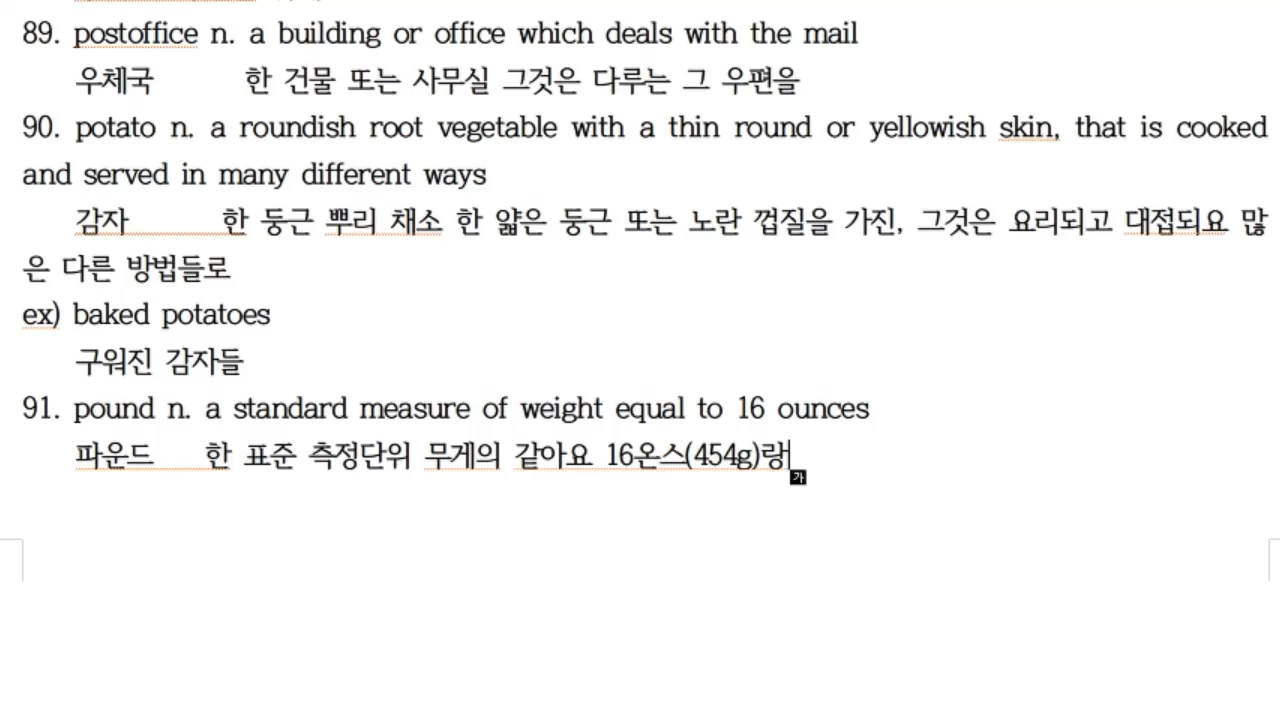 89. postoffice n. a building or office which deals with the mail
우체국 한 건물 또는 사무실 그것은 다루는 그 우편을
90. potato n. a roundish root vegetable with a thin round or yellowish skin, that is cooked
and served in many different ways
감자 한 둥근 뿌리 채소 한 얇은 둥근 또는 노란 껍질을 가진, 그것은 요리되고 대접되요 많
은 다른 방법들로
ex) baked potatoes
구워진 감자들
91. pound n. a standard measure of weight equal to 16 ounces
파운드 한 표준 측정단위 무게의 같아요 16온스(454g)랑
가